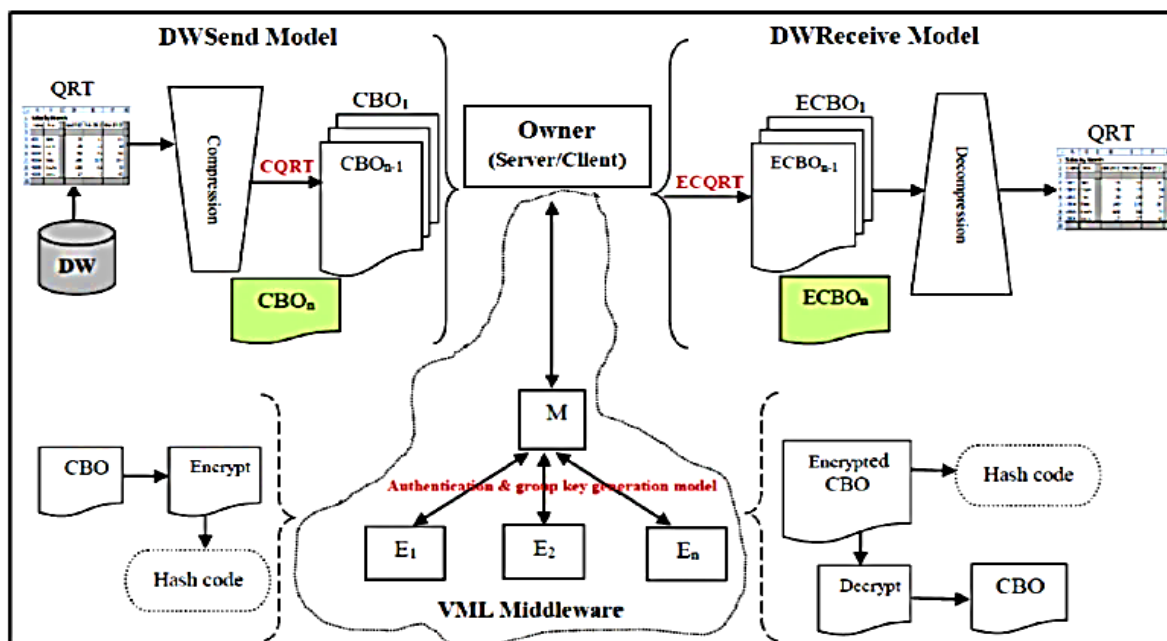 DWSend Model
DWReceive Model
QRT
Compression
CQRT
CBO₁
CBOₙ₋₁
DW
CBOₙ
Owner
(Server/Client)
ECQRT
ECBO₁
ECBOₙ₋₁
ECBOₙ
Decompression
QRT
M
Authentication & group key generation model
E₁
E₂
Eₙ
VML Middleware
CBO
Encrypt
Hash code
Encrypted
CBO
Hash code
Decrypt
CBO